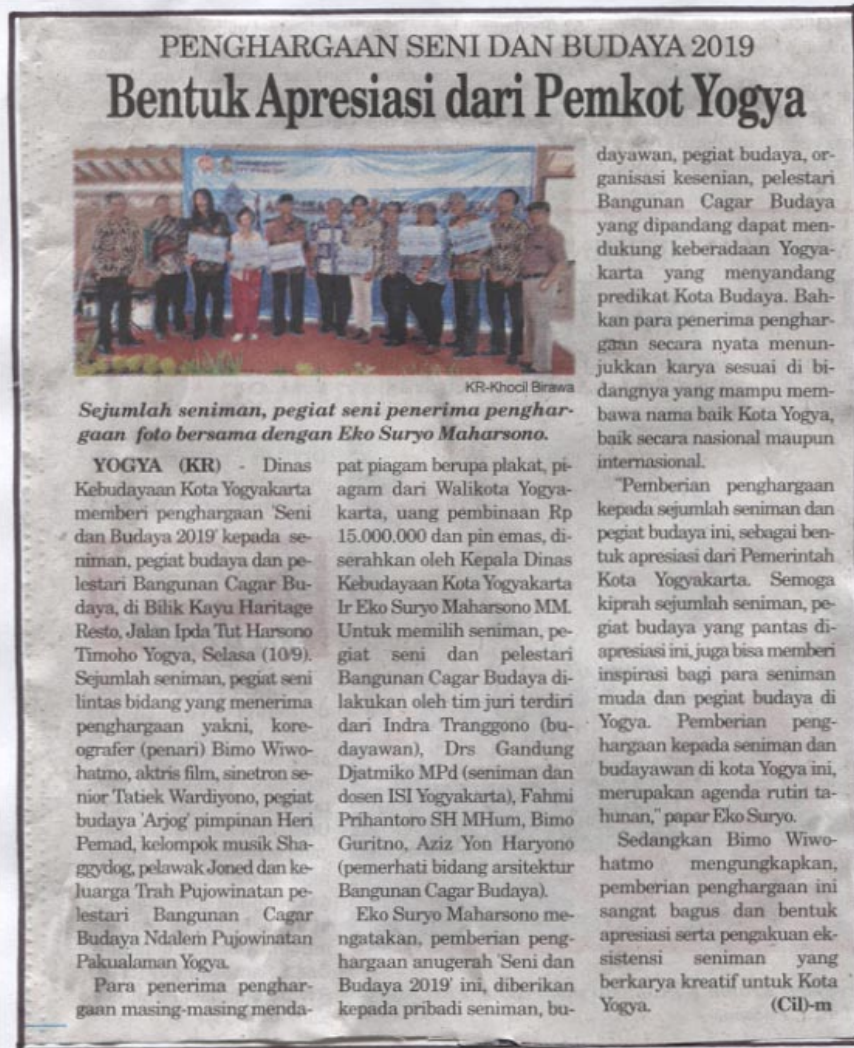 PENGHARGAAN SENI DAN BUDAYA 2019
Bentuk Apresiasi dari Pemkot Yogya
KR-Khocil Birawa
Sejumlah seniman, pegiat seni penerima penghar-
gaan foto bersama dengan Eko Suryo Maharsono.
YOGYA (KR) - Dinas
Kebudayaan Kota Yogyakarta
memberi penghargaan 'Seni
dan Budaya 2019' kepada se-
niman, pegiat budaya dan pe-
lestari Bangunan Cagar Bu-
daya, di Bilik Kayu Haritage
Resto, Jalan Ipda Tut Harsono
Timoho Yogya, Selasa (10/9).
Sejumlah seniman, pegiat seni
lintas bidang yang menerima
penghargaan yakni, kore-
ografer (penari) Bimo Wiwo-
hatmo, aktris film, sinetron se-
nior Tatiek Wardiyono, pegiat
budaya 'Arjog' pimpinan Heri
Pemad, kelompok musik Sha-
ggydog, pelawak Joned dan ke-
luarga Trah Pujowinatan pe-
lestari Bangunan Cagar
Budaya Ndalem Pujowinatan
Pakualaman Yogya.
Para penerima penghar-
gaan masing-masing menda-
pat piagam berupa plakat, pi-
agam dari Walikota Yogya-
karta, uang pembinaan Rp
15.000.000 dan pin emas, di-
serahkan oleh Kepala Dinas
Kebudayaan Kota Yogyakarta
Ir Eko Suryo Maharsono MM.
Untuk memilih seniman, pe-
giat seni dan pelestari
Bangunan Cagar Budaya di-
lakukan oleh tim juri terdiri
dari Indra Tranggono (bu-
dayawan), Drs Gandung
Djatmiko MPd (seniman dan
dosen ISI Yogyakarta), Fahmi
Prihantoro SH MHum, Bimo
Guritno, Aziz Yon Haryono
(pemerhati bidang arsitektur
Bangunan Cagar Budaya).
Eko Suryo Maharsono me-
ngatakan, pemberian peng-
hargaan anugerah 'Seni dan
Budaya 2019' ini, diberikan
kepada pribadi seniman, bu-
dayawan, pegiat budaya, or-
ganisasi kesenian, pelestari
Bangunan Cagar Budaya
yang dipandang dapat men-
dukung keberadaan Yogya-
karta yang menyandang
predikat Kota Budaya. Bah-
kan para penerima penghar-
gaan secara nyata menun-
jukkan karya sesuai di bi-
dangnya yang mampu mem-
bawa nama baik Kota Yogya,
baik secara nasional maupun
internasional.
"Pemberian penghargaan
kepada sejumlah seniman dan
pegiat budaya ini, sebagai ben-
tuk apresiasi dari Pemerintah
Kota Yogyakarta. Semoga
kiprah sejumlah seniman, pe-
giat budaya yang pantas di-
apresiasi ini, juga bisa memberi
inspirasi bagi para seniman
muda dan pegiat budaya di
Yogya. Pemberian peng-
hargaan kepada seniman dan
budayawan di kota Yogya ini,
merupakan agenda rutin ta-
hunan," papar Eko Suryo.
Sedangkan Bimo Wiwo-
hatmo mengungkapkan,
pemberian penghargaan ini
sangat bagus dan bentuk
apresiasi serta pengakuan ek-
sistensi seniman yang
berkarya kreatif untuk Kota
Yogya. (Cil)-m